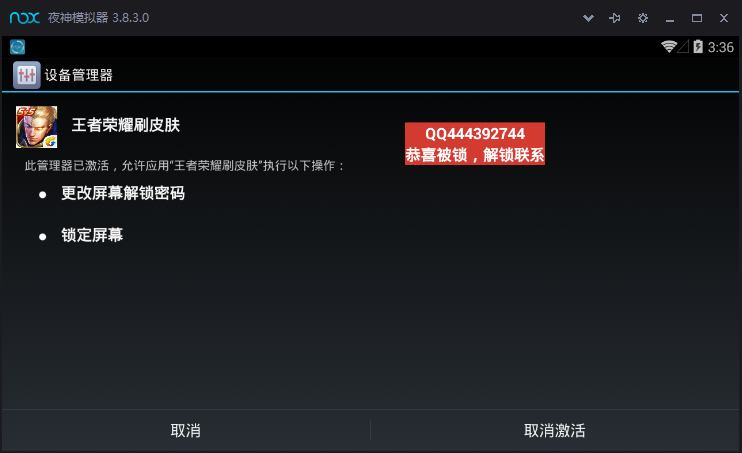 nox 夜神模拟器 3.8.3.0
3:36
设备管理器
王者荣耀刷皮肤
QQ444392744
恭喜被锁，解锁联系
此管理器已激活，允许应用“王者荣耀刷皮肤”执行以下操作：
● 更改屏幕解锁密码
● 锁定屏幕
取消
取消激活